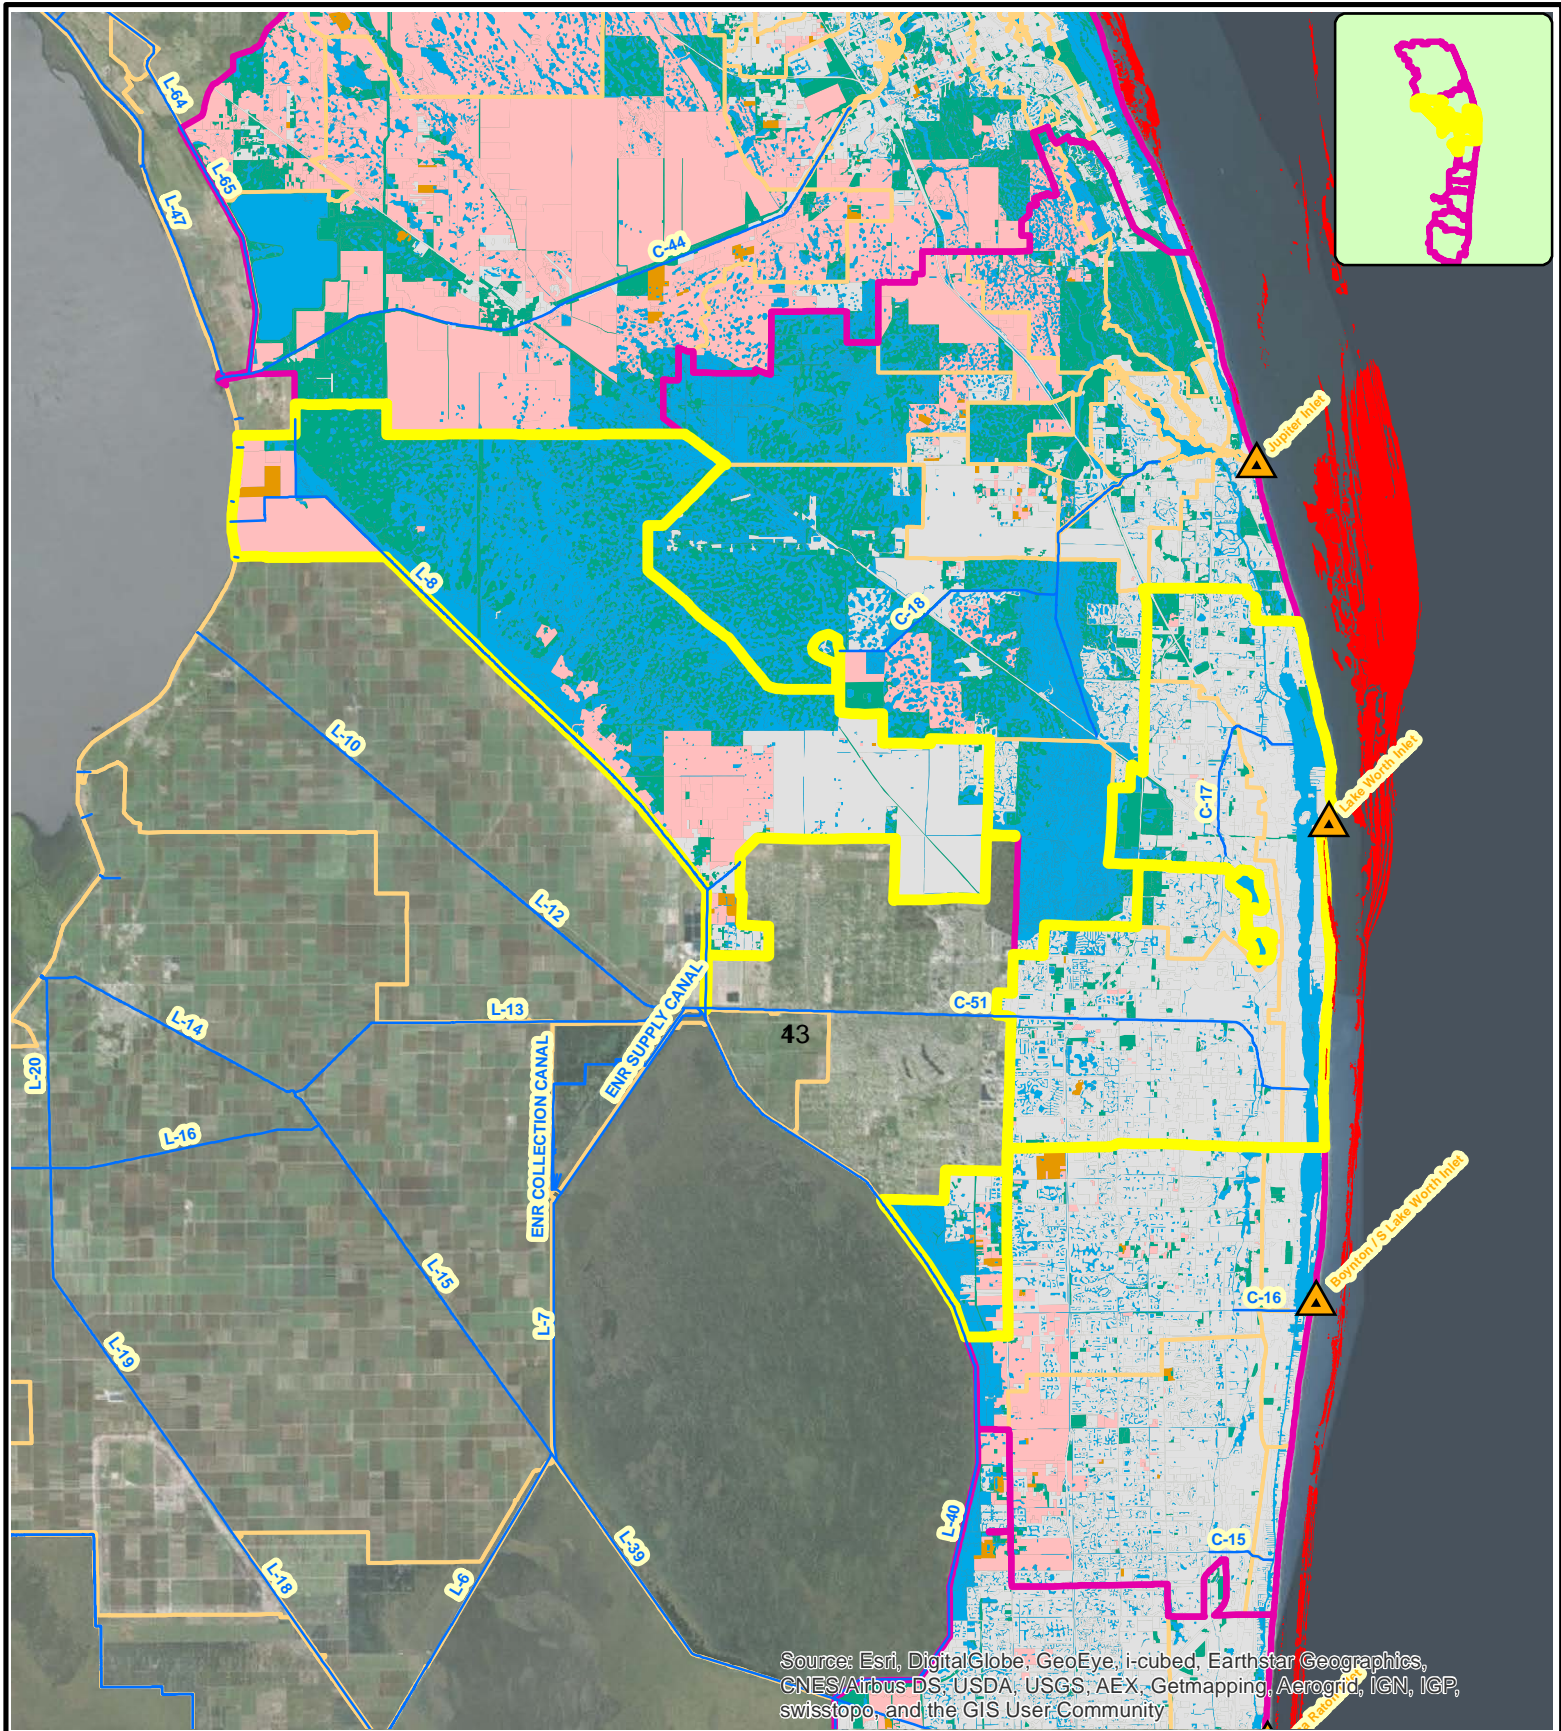 L-64
L-65
L-47
C-44
Jupiter Inlet
L-8
C-18
L-10
Lake Worth Inlet
C-17
L-12
ENR SUPPLY CANAL
C-51
L-13
L-14
43
L-20
ENR COLLECTION CANAL
L-16
Boynton / S Lake Worth Inlet
L-15
C-16
L-7
L-19
L-40
C-15
L-39
L-18
L-6
Source: Esri, DigitalGlobe, GeoEye, i-cubed, Earthstar Geographics,
CNES/Airbus DS, USDA, USGS, AEX, Getmapping, Aerogrid, IGN, IGP,
swisstopo, and the GIS User Community
a Raton Inlet